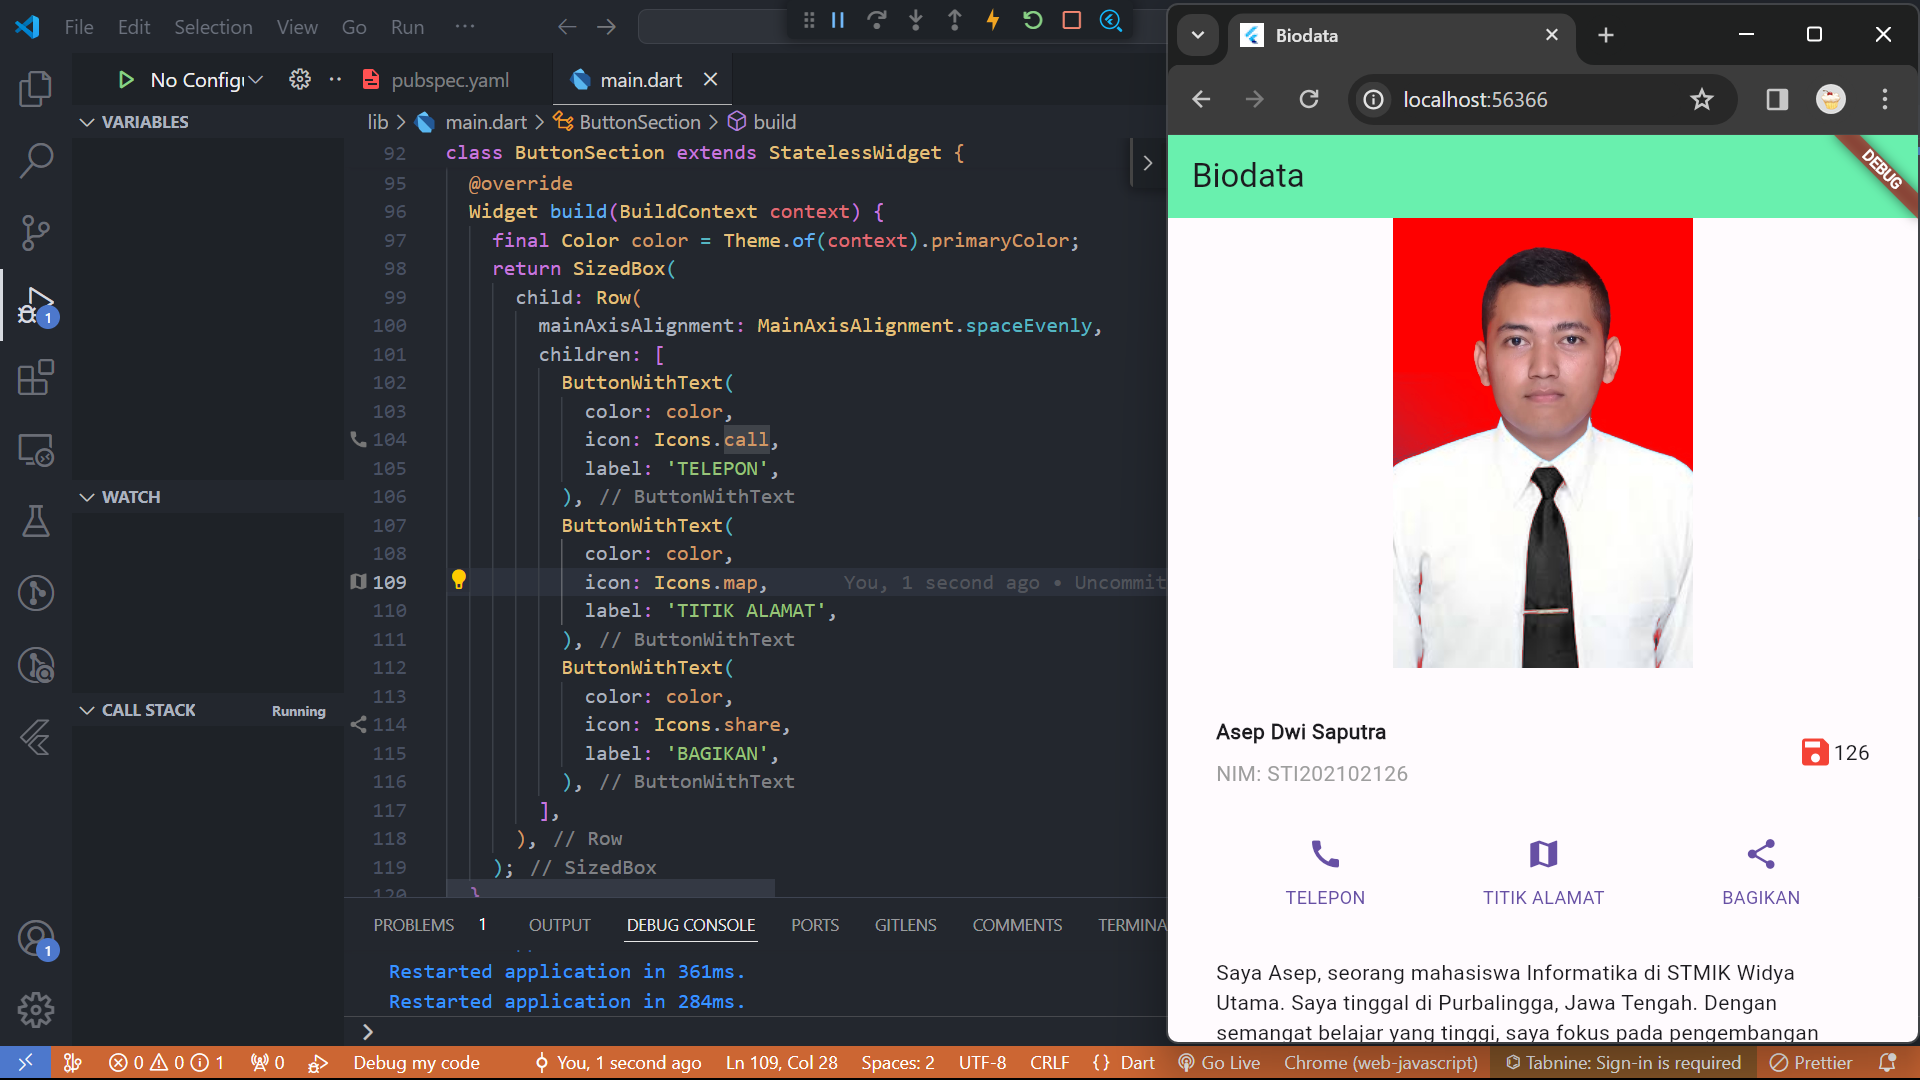 File Edit Selection View Go Run ···
No Config
pubspec.yaml
main.dart
VARIABLES
WATCH
CALL STACK Running
lib > main.dart > ButtonSection > build
92 class ButtonSection extends StatelessWidget {
95 @override
96 Widget build(BuildContext context) {
97 final Color color = Theme.of(context).primaryColor;
98 return SizedBox(
99 child: Row(
100 mainAxisAlignment: MainAxisAlignment.spaceEvenly,
101 children: [
102 ButtonWithText(
103 color: color,
104 icon: Icons.call,
105 label: 'TELEPON',
106 ), // ButtonWithText
107 ButtonWithText(
108 color: color,
109 icon: Icons.map, You, 1 second ago • Uncommit
110 label: 'TITIK ALAMAT',
111 ), // ButtonWithText
112 ButtonWithText(
113 color: color,
114 icon: Icons.share,
115 label: 'BAGIKAN',
116 ), // ButtonWithText
117 ],
118 ), // Row
119 ); // SizedBox
120 }
1
1
PROBLEMS 1 OUTPUT DEBUG CONSOLE PORTS GITLENS COMMENTS TERMINA
Restarted application in 361ms.
Restarted application in 284ms.
0 0 1 0 Debug my code You, 1 second ago Ln 109, Col 28 Spaces: 2 UTF-8 CRLF {} Dart Go Live Chrome (web-javascript) Tabnine: Sign-in is required Prettier
Biodata
localhost:56366
Biodata
DEBUG
Asep Dwi Saputra
NIM: STI202102126
126
TELEPON TITIK ALAMAT BAGIKAN
Saya Asep, seorang mahasiswa Informatika di STMIK Widya
Utama. Saya tinggal di Purbalingga, Jawa Tengah. Dengan
semangat belajar yang tinggi, saya fokus pada pengembangan